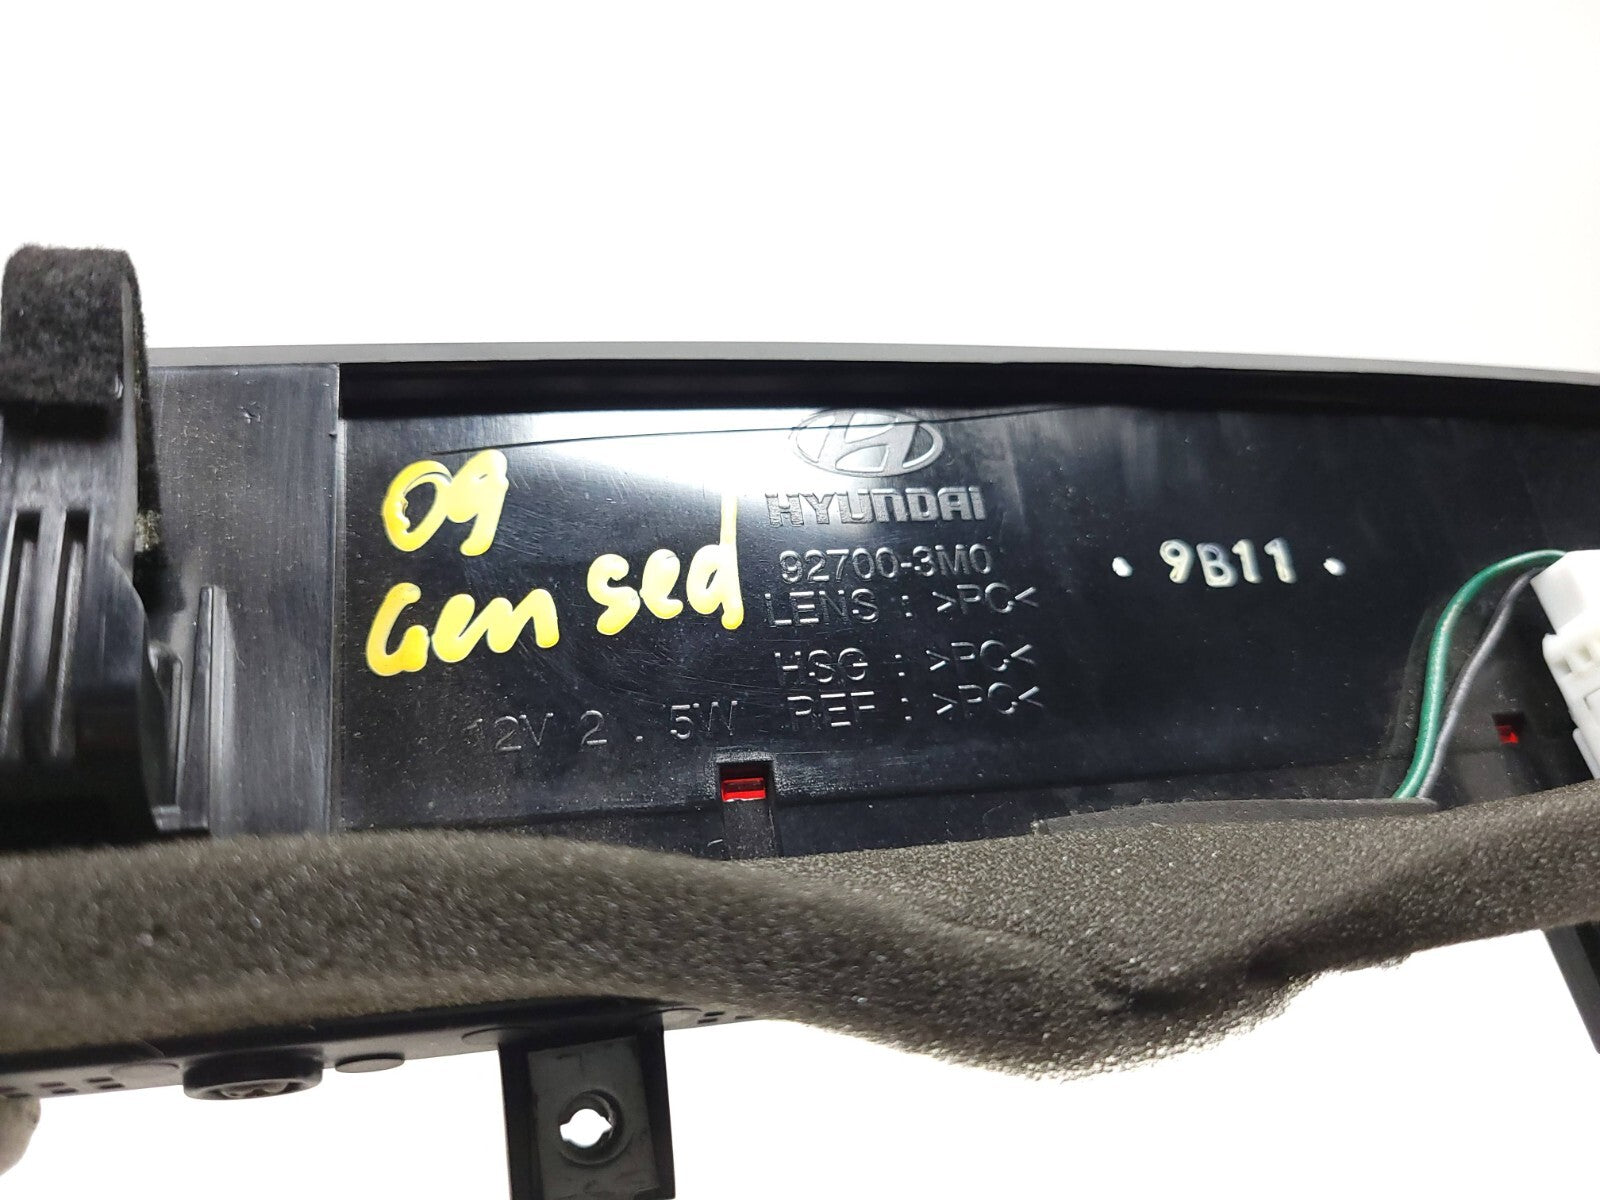 09
Gen sed
HYUNDAI
92700-3M0
LENS : >PC<
HSG : >PC<
REF : >PC<
12V 2 . 5W
• 9B11 •